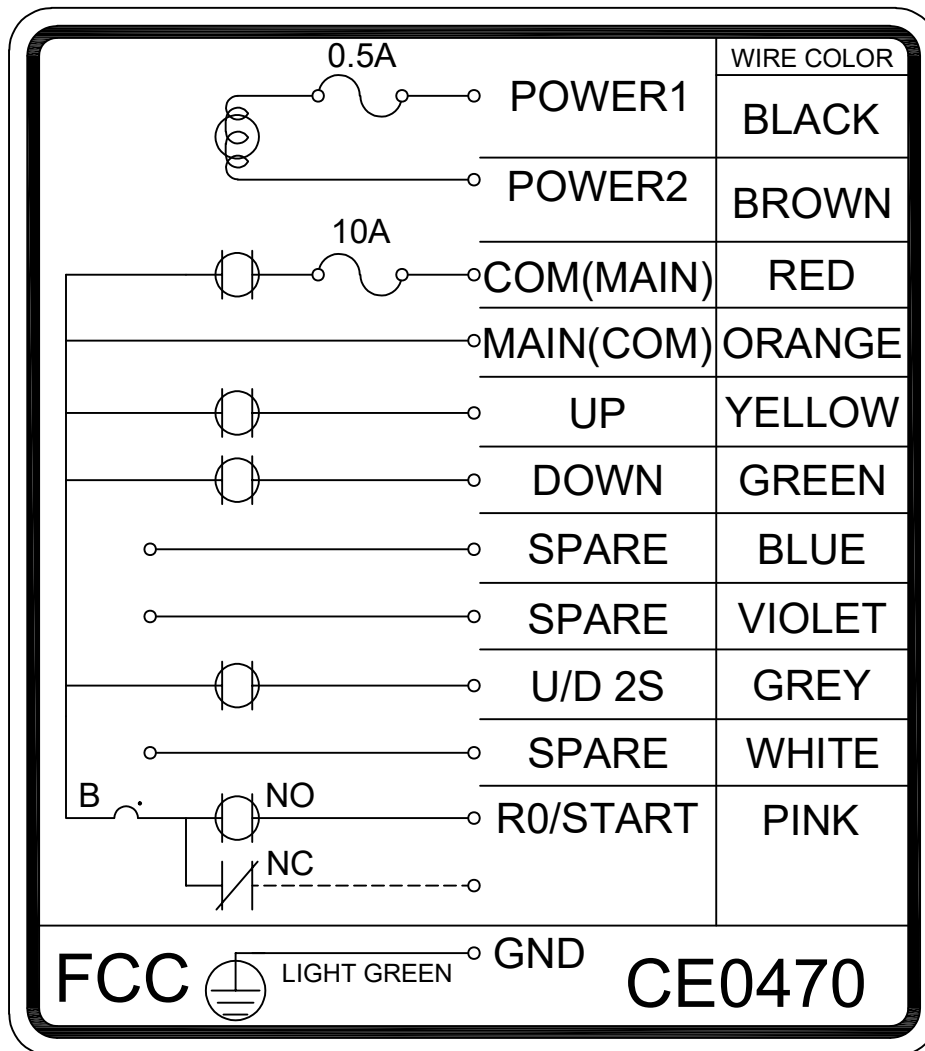 0.5A
WIRE COLOR
POWER1 BLACK
POWER2 BROWN
10A
COM(MAIN) RED
MAIN(COM) ORANGE
UP YELLOW
DOWN GREEN
SPARE BLUE
SPARE VIOLET
U/D 2S GREY
SPARE WHITE
B NO R0/START PINK
NC
FCC LIGHT GREEN GND CE0470